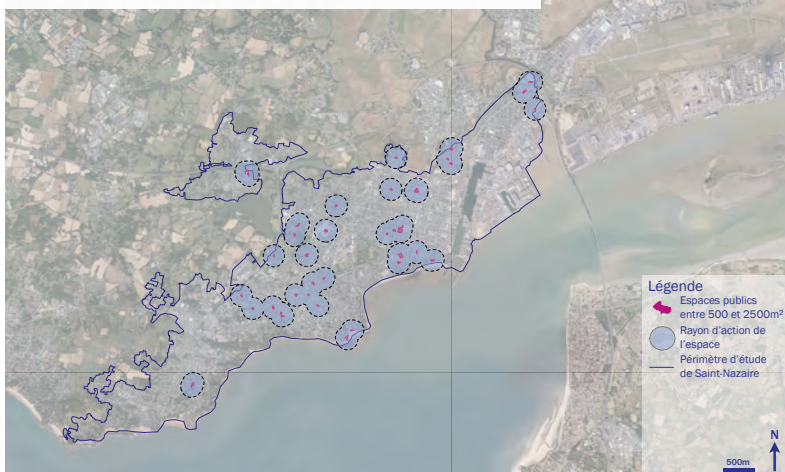 Légende
Espaces publics
entre 500 et 2500m²
Rayon d'action de
l'espace
Périmètre d'étude
de Saint-Nazaire
N
500m